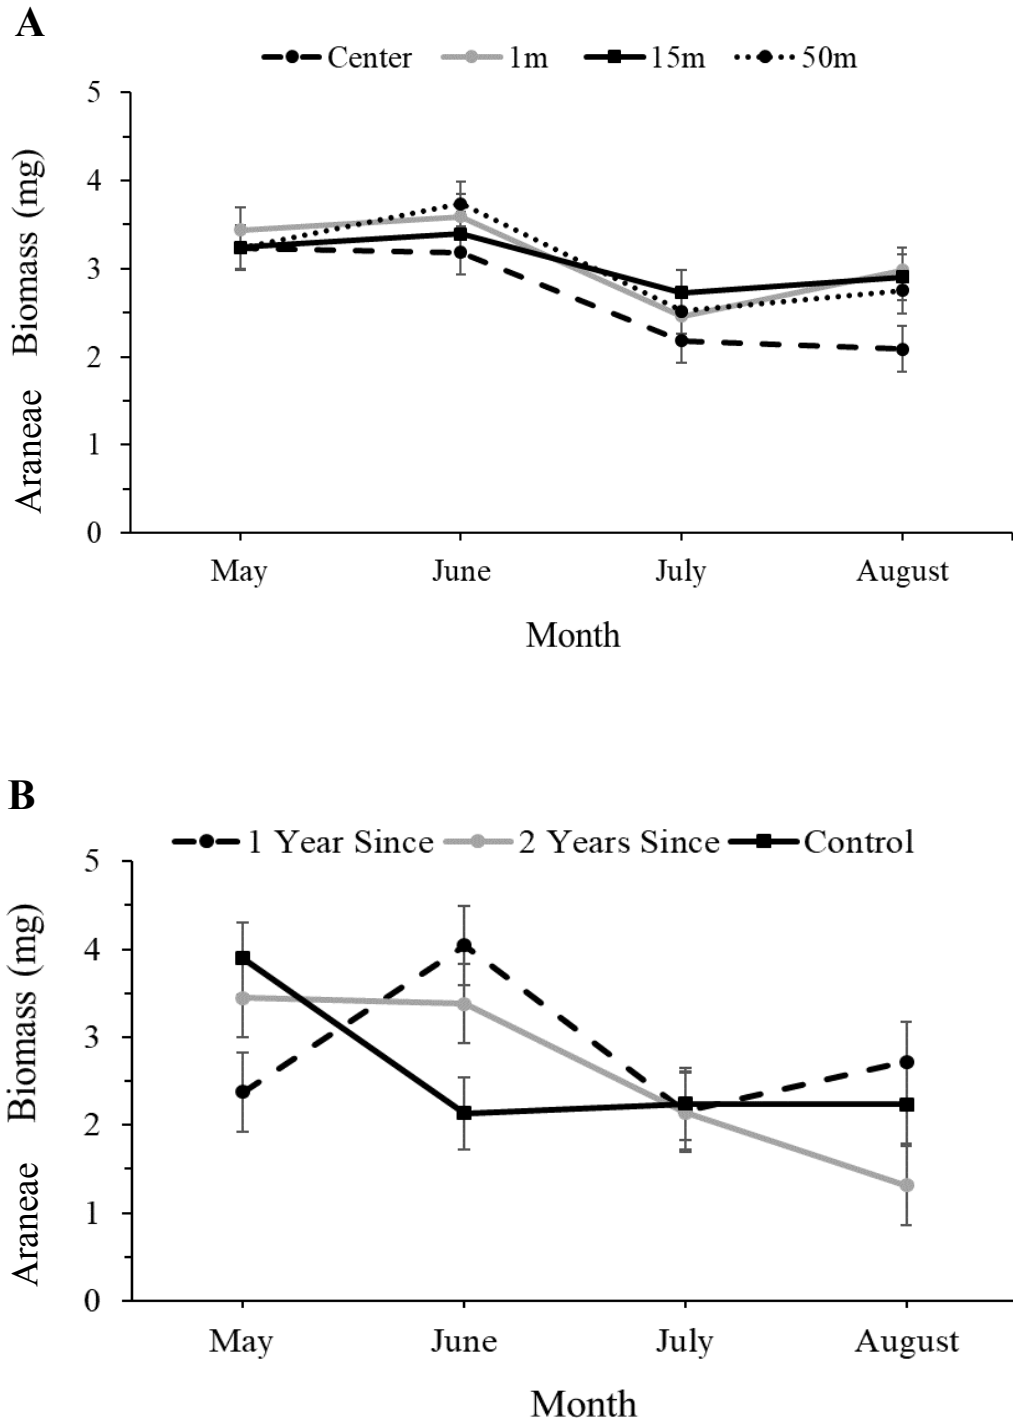 A
Center 1m 15m 50m
5
4
3
2
1
0
Araneae Biomass (mg)
May June July August
Month
B
1 Year Since 2 Years Since Control
5
4
3
2
1
0
Araneae Biomass (mg)
May June July August
Month